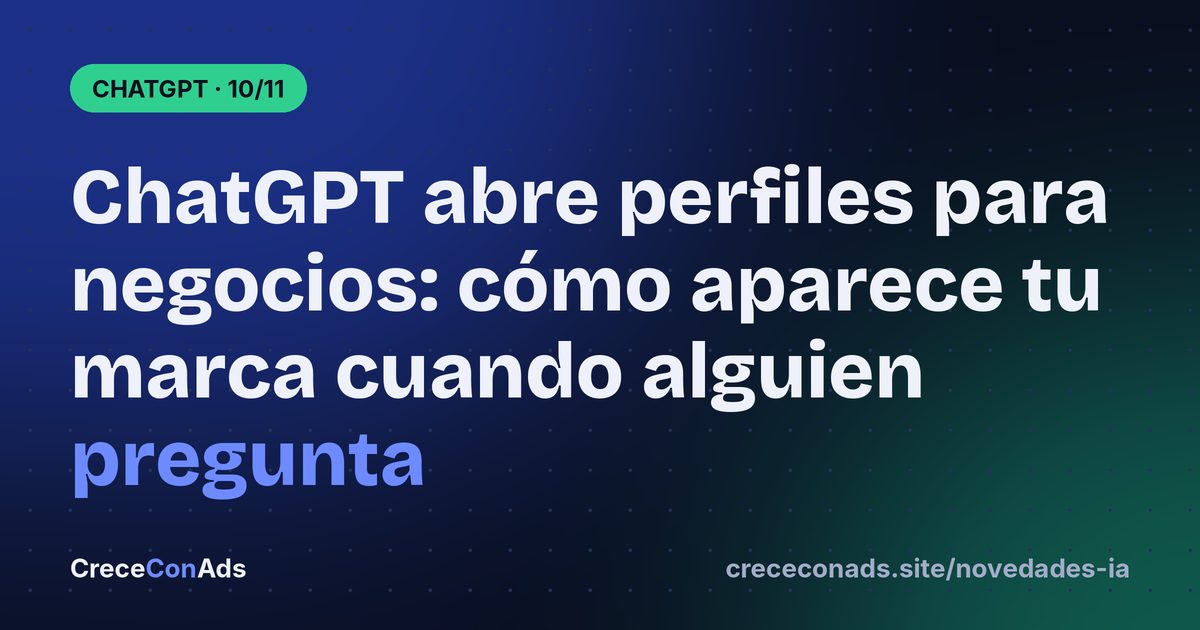 CHATGPT · 10/11
ChatGPT abre perfiles para
negocios: cómo aparece tu
marca cuando alguien
pregunta
CreceConAds
crececonads.site/novedades-ia